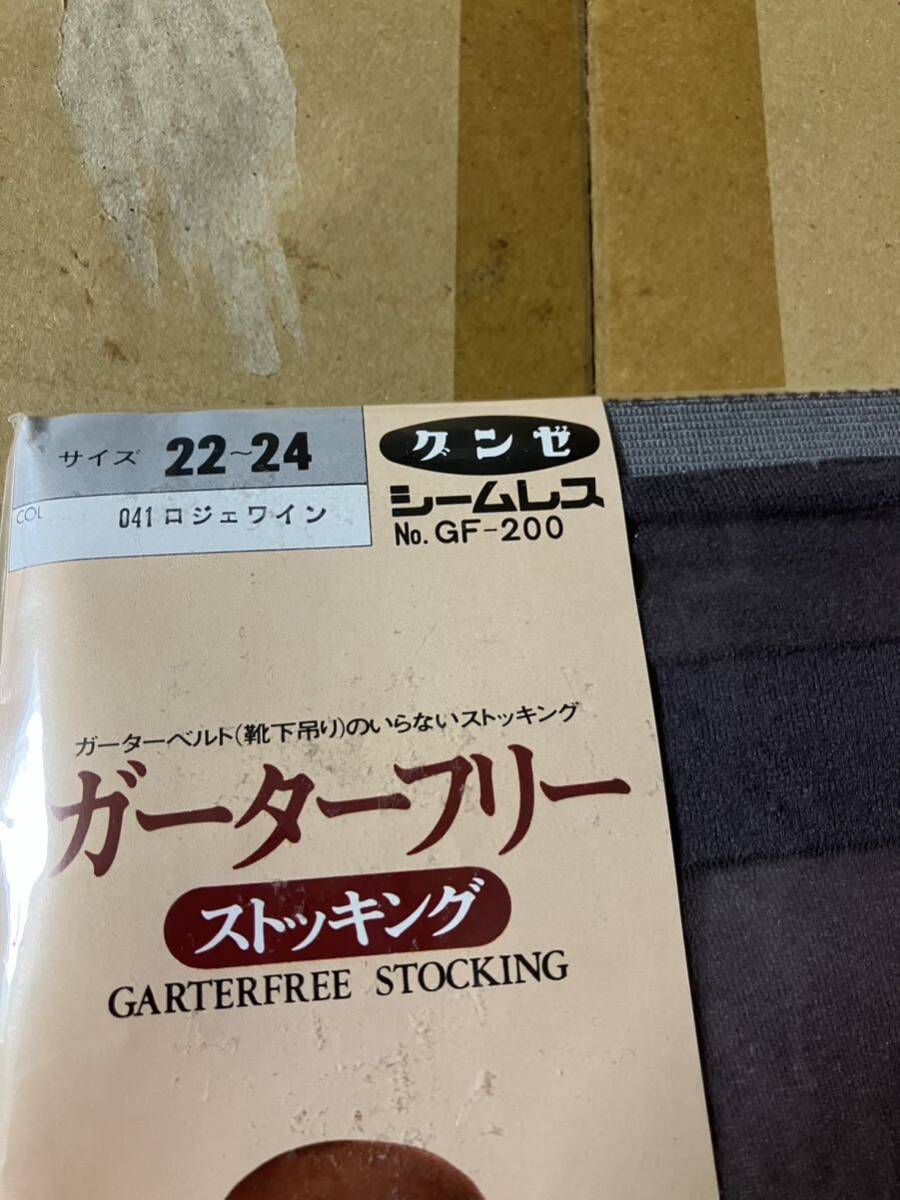 サイズ 22~24
COL 041 ロジェワイン
グンゼ
シームレス
No. GF-200
ガーターベルト(靴下吊り)のいらないストッキング
ガーターフリー
ストッキング
GARTERFREE STOCKING